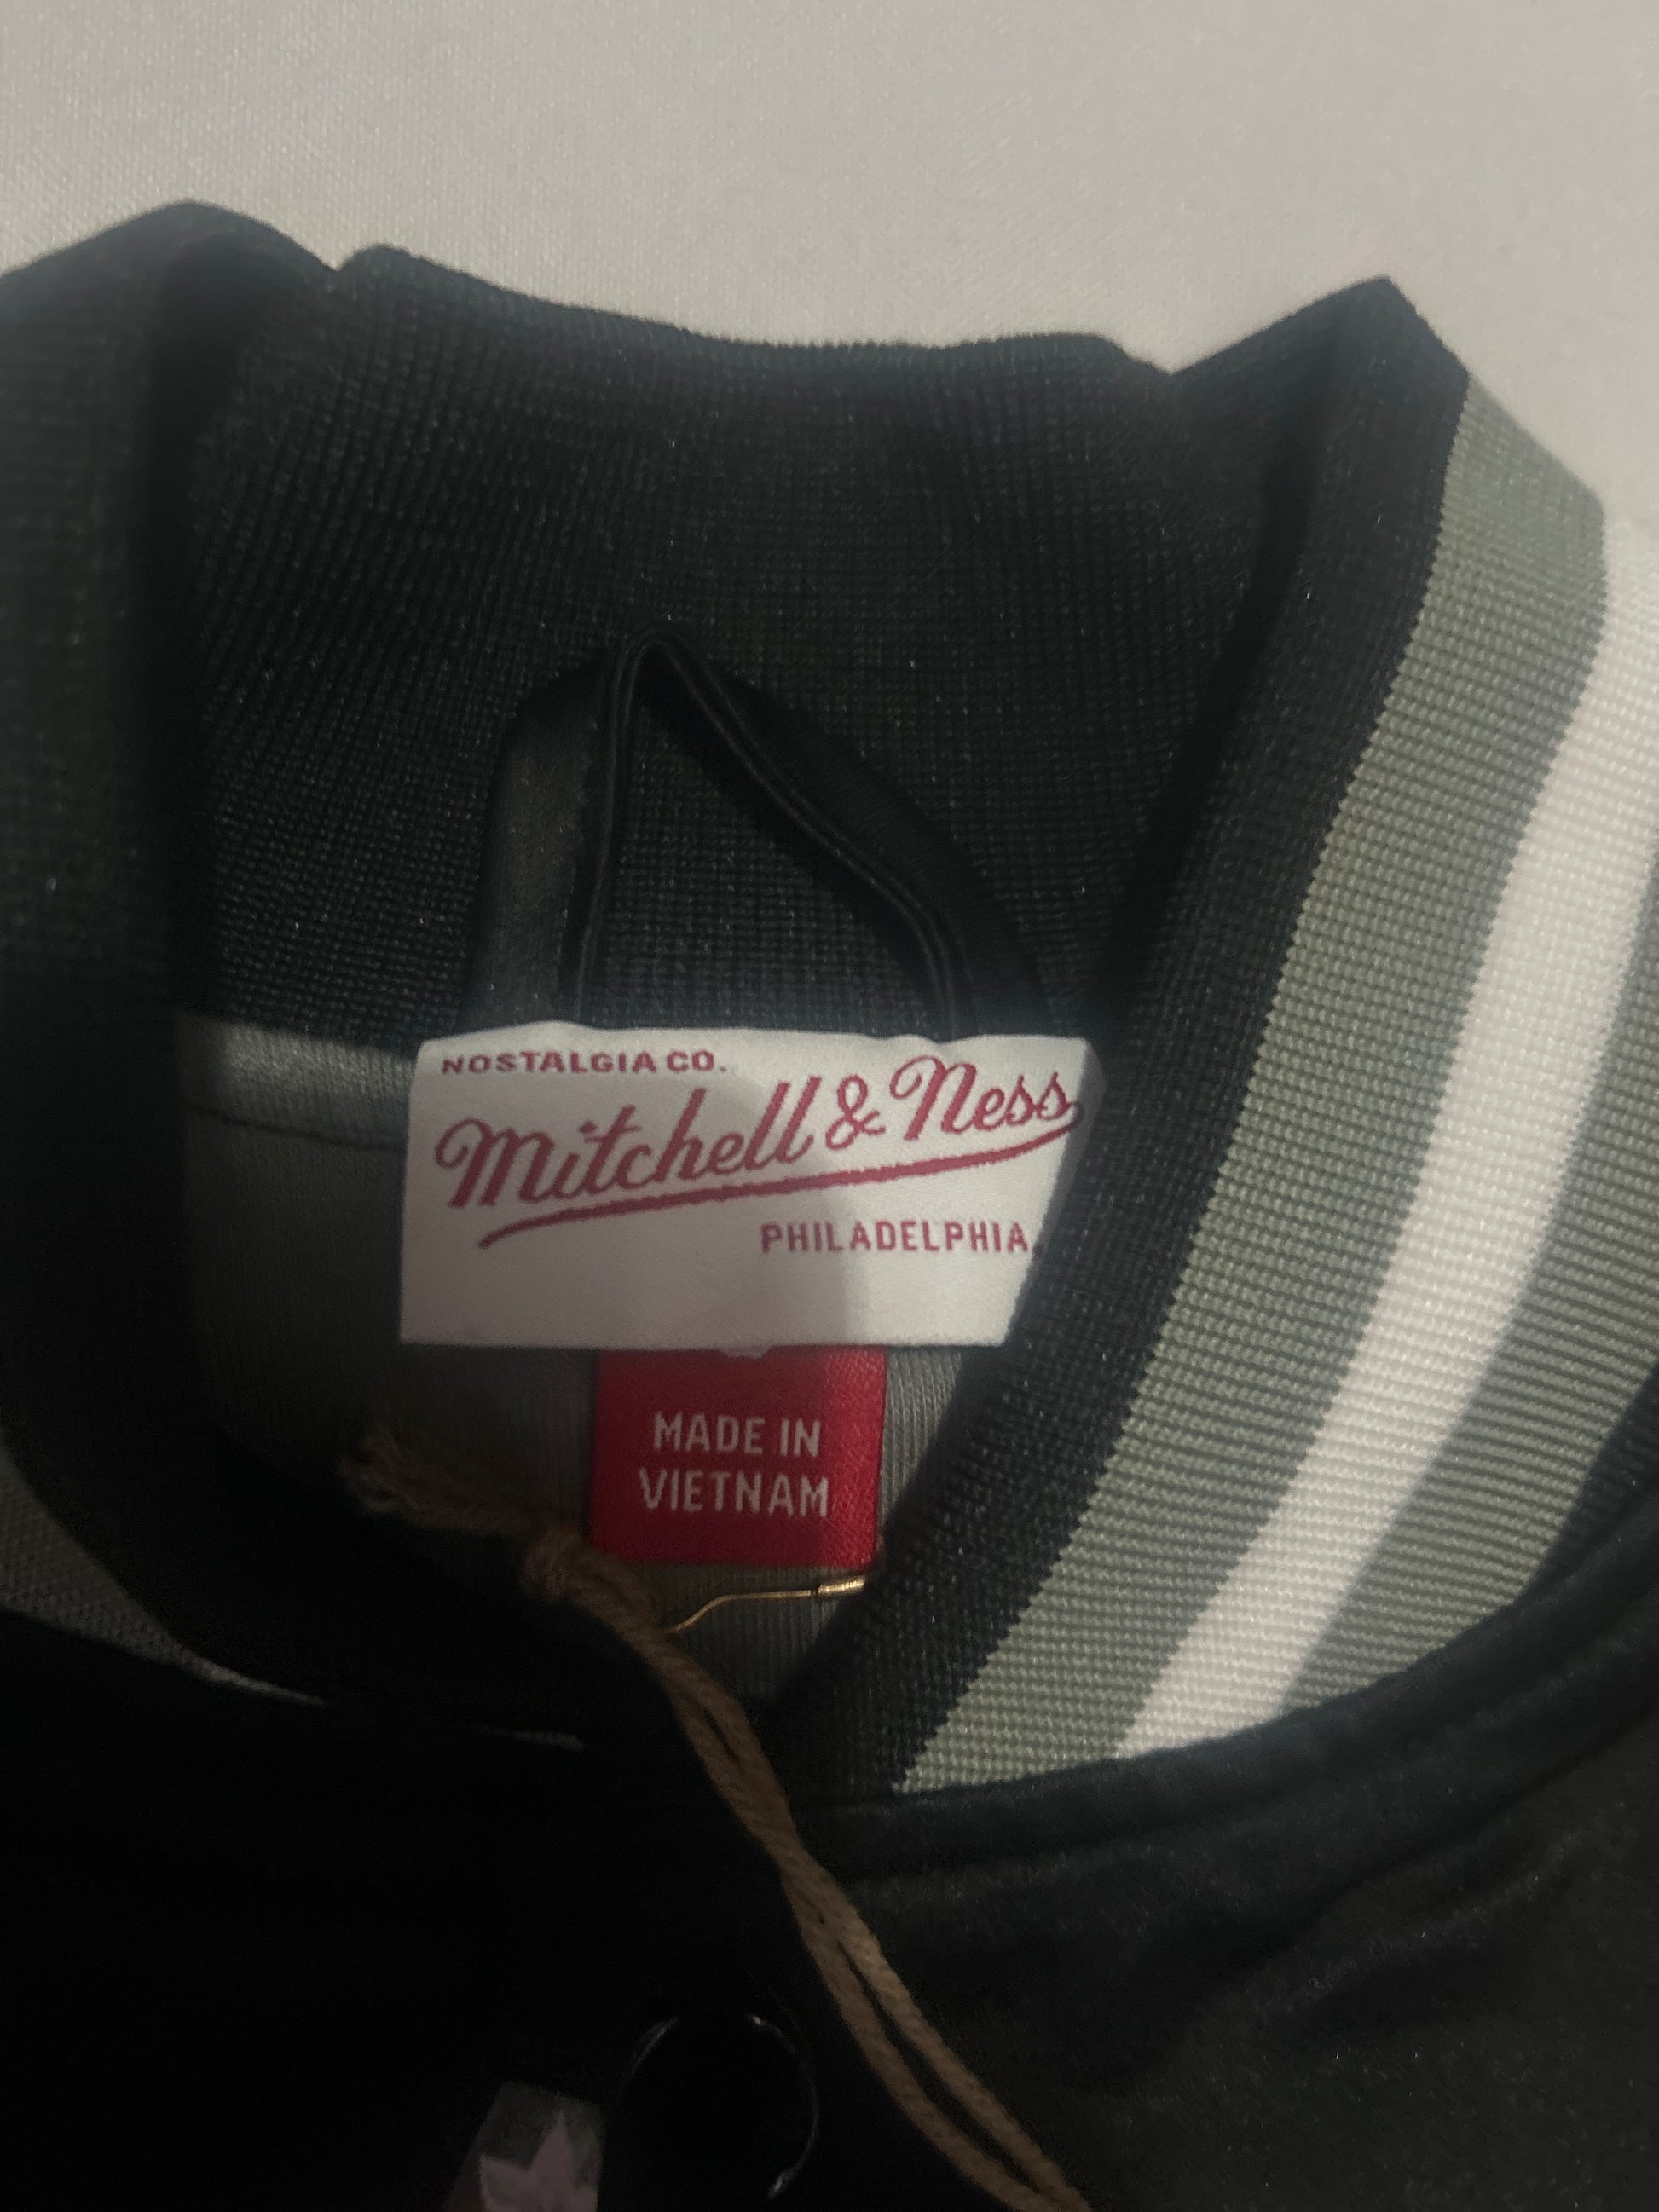 NOSTALGIA CO.
Mitchell & Ness
PHILADELPHIA.
MADE IN
VIETNAM